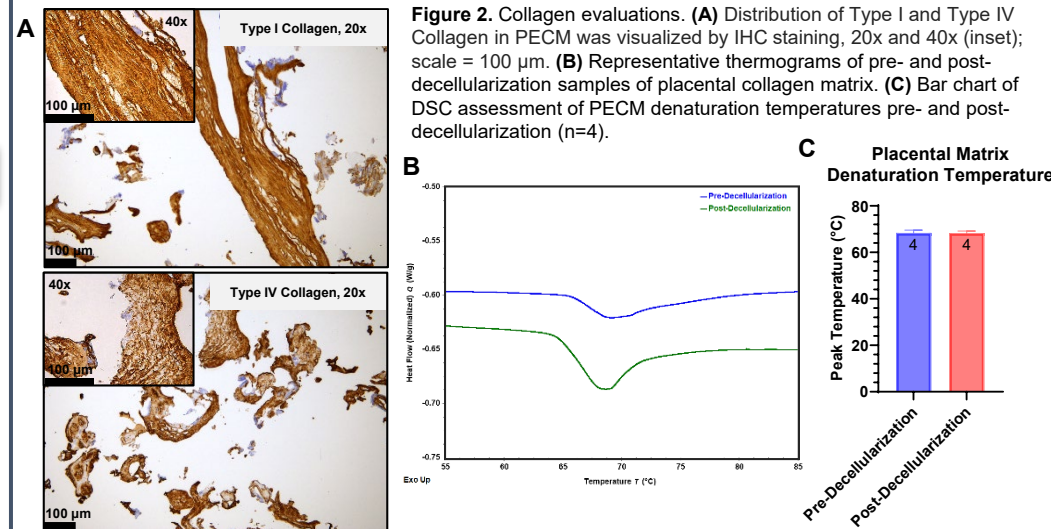 A
40x
Type I Collagen, 20x
100 µm
100 µm
40x
Type IV Collagen, 20x
100 µm
100 µm
Figure 2. Collagen evaluations. (A) Distribution of Type I and Type IV
Collagen in PECM was visualized by IHC staining, 20x and 40x (inset);
scale = 100 µm. (B) Representative thermograms of pre- and post-
decellularization samples of placental collagen matrix. (C) Bar chart of
DSC assessment of PECM denaturation temperatures pre- and post-
decellularization (n=4).
B
-0.50
-0.55
-0.60
-0.65
-0.70
-0.75
Heat Flow (Normalized) Q (W/g)
Pre-Decellularization
Post-Decellularization
55
60
65
70
75
80
85
Exo Up
Temperature T (°C)
C
Placental Matrix
Denaturation Temperature
Peak Temperature (°C)
80
60
40
20
0
4
4
Pre-Decellularization
Post-Decellularization